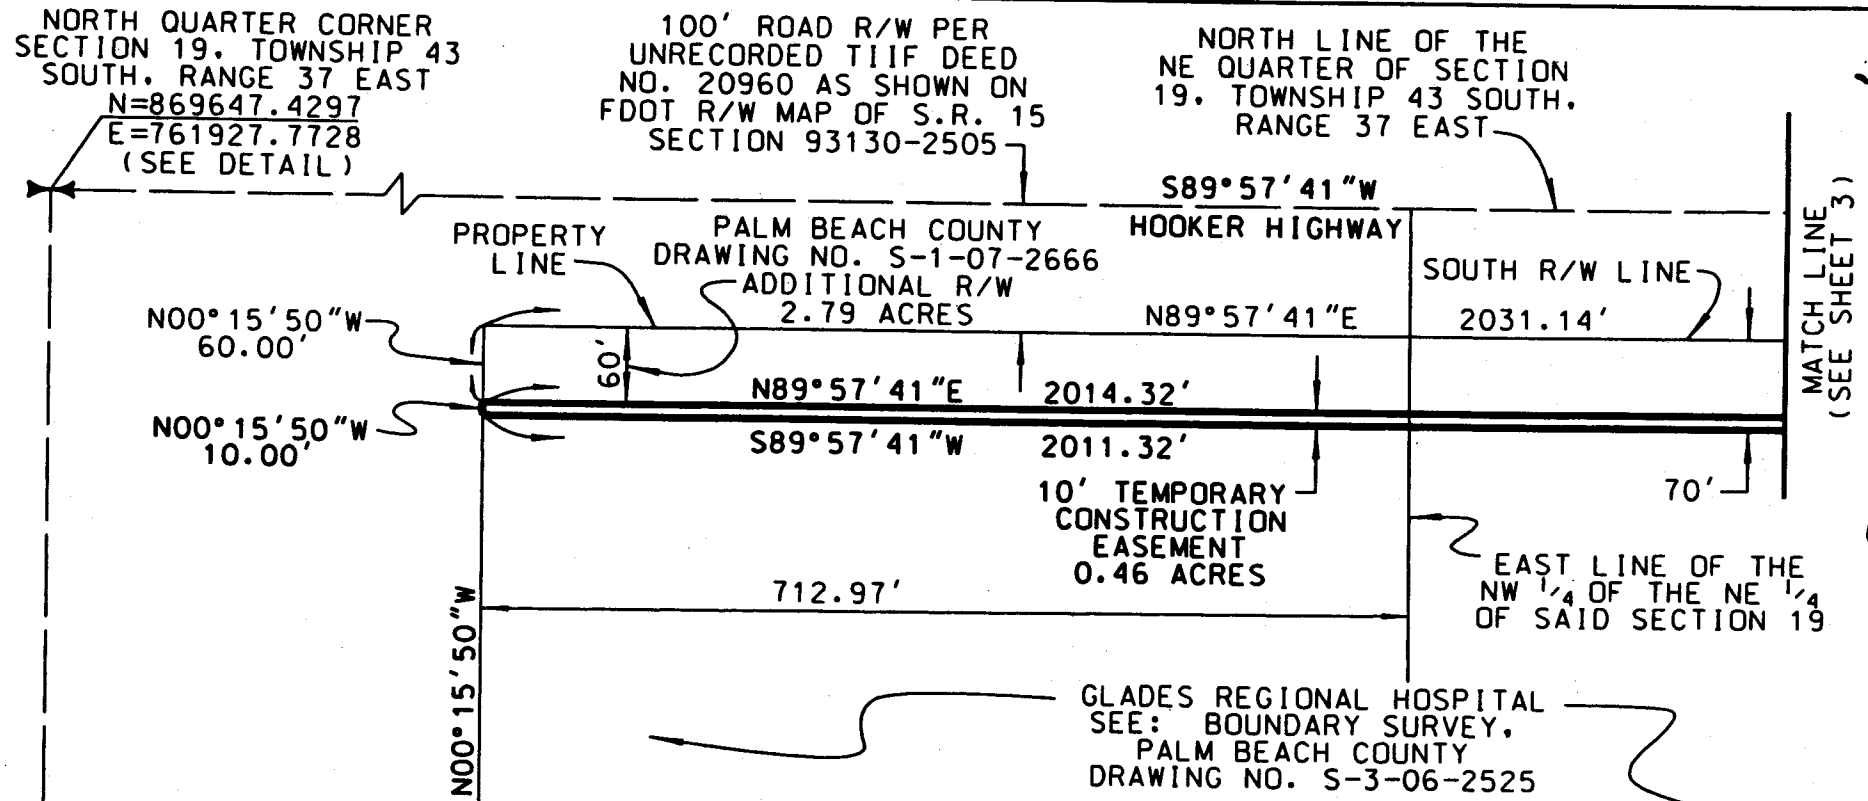 NORTH QUARTER CORNER
SECTION 19. TOWNSHIP 43
SOUTH. RANGE 37 EAST
N=869647.4297
E=761927.7728
(SEE DETAIL)
100' ROAD R/W PER
UNRECORDED TIIF DEED
NO. 20960 AS SHOWN ON
FDOT R/W MAP OF S.R. 15
SECTION 93130-2505
NORTH LINE OF THE
NE QUARTER OF SECTION
19. TOWNSHIP 43 SOUTH.
RANGE 37 EAST
MATCH LINE
(SEE SHEET 3)
S89°57'41"W
HOOKER HIGHWAY
PROPERTY
LINE
PALM BEACH COUNTY
DRAWING NO. S-1-07-2666
ADDITIONAL R/W
2.79 ACRES
SOUTH R/W LINE
N00°15'50"W
60.00'
N89°57'41"E
2031.14'
60'
N89°57'41"E 2014.32'
N00°15'50"W
10.00'
S89°57'41"W 2011.32'
10' TEMPORARY
CONSTRUCTION
EASEMENT
0.46 ACRES
70'
EAST LINE OF THE
NW 1/4 OF THE NE 1/4
OF SAID SECTION 19
712.97'
N00°15'50"W
GLADES REGIONAL HOSPITAL
SEE: BOUNDARY SURVEY.
PALM BEACH COUNTY
DRAWING NO. S-3-06-2525